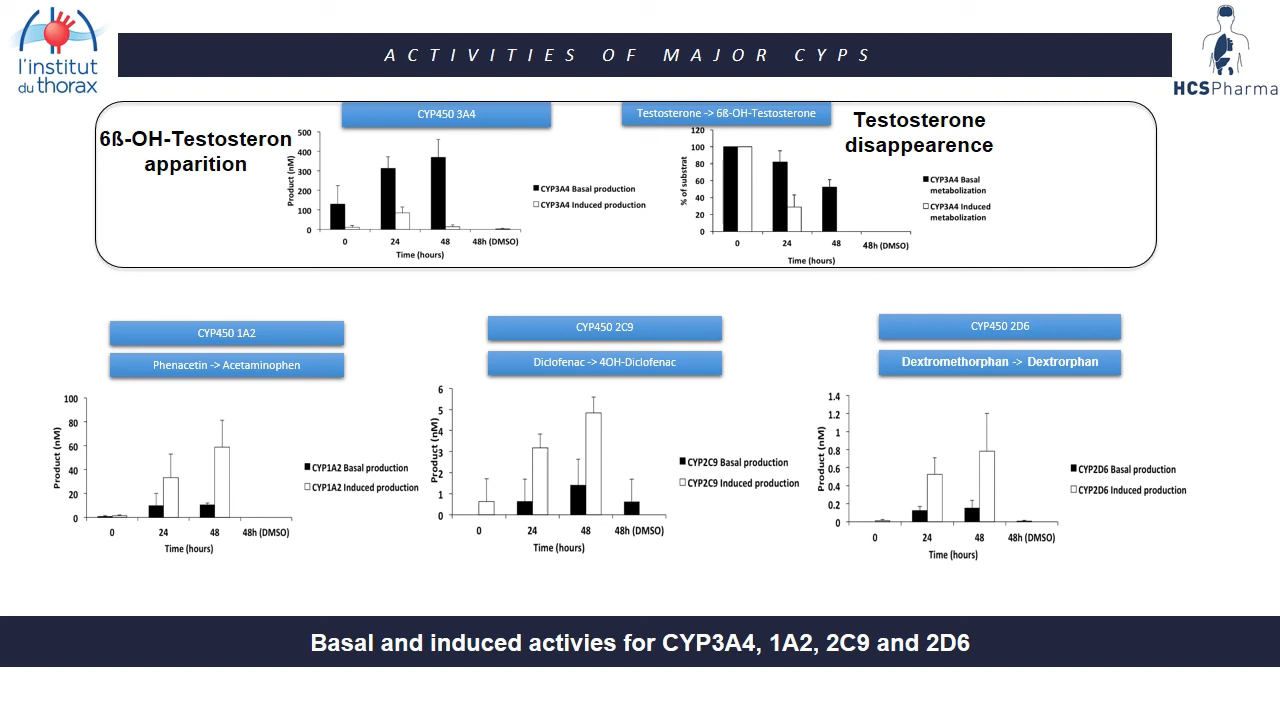 l'institut
du thorax
ACTIVITIES OF MAJOR CYPS
HCSPharma
6ß-OH-Testosteron
apparition
CYP450 3A4
500
400
300
200
100
0
Product (nM)
0 24 48 48h (DMSO)
Time (hours)
CYP3A4 Basal production
CYP3A4 Induced production
Testosterone -> 6ß-OH-Testosterone
Testosterone
disappearence
120
100
80
60
40
20
0
% of substrat
0 24 48 48h (DMSO)
Time (hours)
CYP3A4 Basal
metabolization
CYP3A4 Induced
metabolization
CYP450 1A2
Phenacetin -> Acetaminophen
100
80
60
40
20
0
Product (nM)
0 24 48 48h (DMSO)
Time (hours)
CYP1A2 Basal production
CYP1A2 Induced production
CYP450 2C9
Diclofenac -> 4OH-Diclofenac
6
5
4
3
2
1
0
Product (nM)
0 24 48 48h (DMSO)
Time (hours)
CYP2C9 Basal production
CYP2C9 Induced production
CYP450 2D6
Dextromethorphan -> Dextrorphan
1.4
1.2
1
0.8
0.6
0.4
0.2
0
Product (nM)
0 24 48 48h (DMSO)
Time (hours)
CYP2D6 Basal production
CYP2D6 Induced production
Basal and induced activies for CYP3A4, 1A2, 2C9 and 2D6